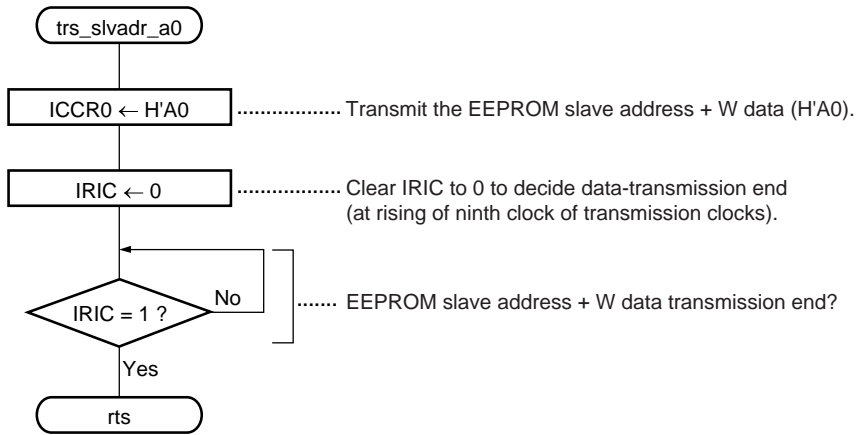 trs_slvadr_a0
ICCR0 ← H'A0
Transmit the EEPROM slave address + W data (H'A0).
IRIC ← 0
Clear IRIC to 0 to decide data-transmission end
(at rising of ninth clock of transmission clocks).
No
IRIC = 1 ?
EEPROM slave address + W data transmission end?
Yes
rts